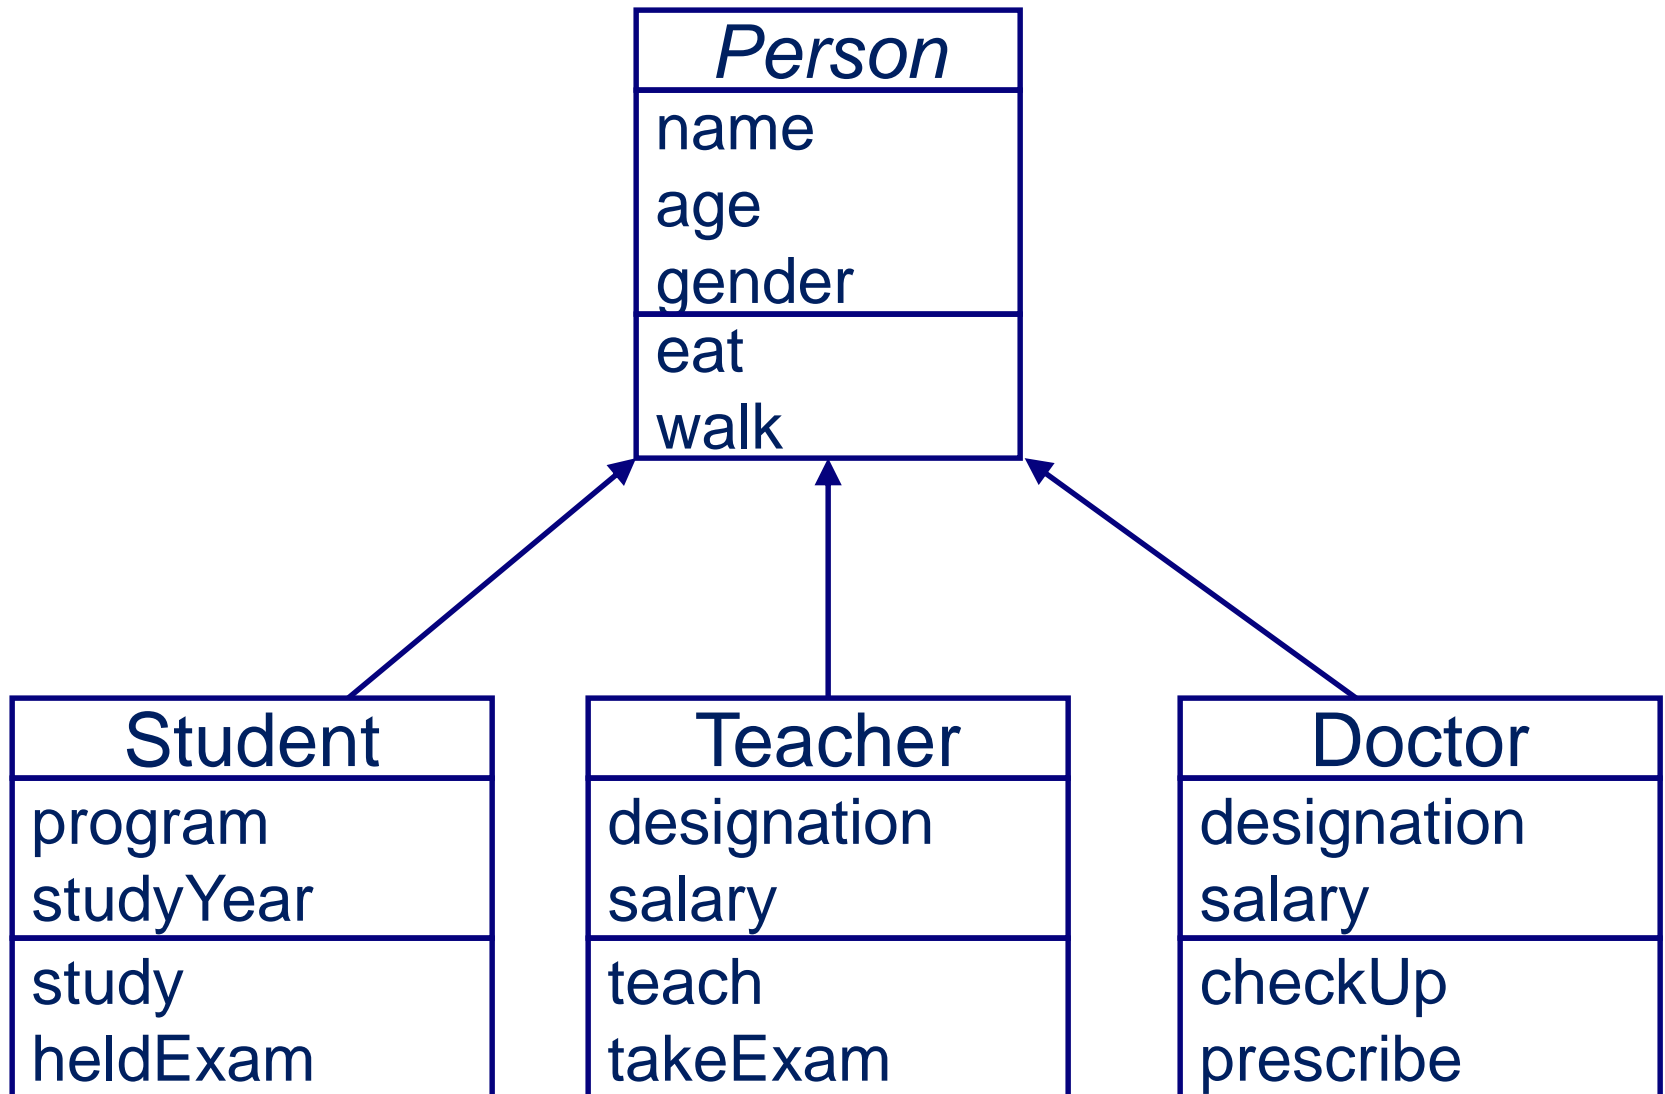 Person
name
age
gender
eat
walk
Student
program
studyYear
study
heldExam
Teacher
designation
salary
teach
takeExam
Doctor
designation
salary
checkUp
prescribe